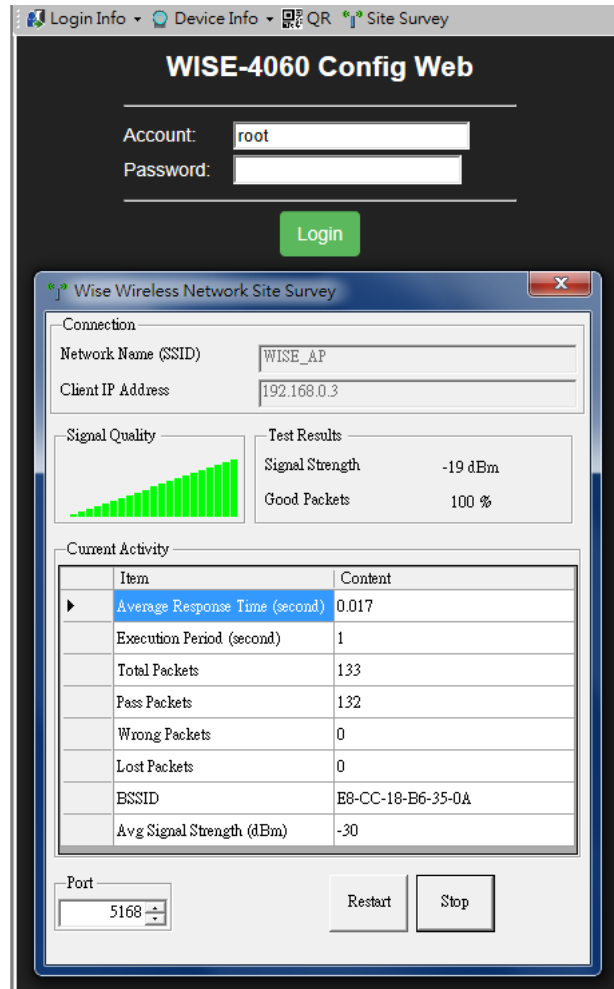 Login Info Device Info QR Site Survey
WISE-4060 Config Web
Account: root
Password:
Login
Wise Wireless Network Site Survey
Connection
Network Name (SSID) WISE_AP
Client IP Address 192.168.0.3
Signal Quality
Test Results
Signal Strength -19 dBm
Good Packets 100 %
Current Activity
Item Content
Average Response Time (second) 0.017
Execution Period (second) 1
Total Packets 133
Pass Packets 132
Wrong Packets 0
Lost Packets 0
BSSID E8-CC-18-B6-35-0A
Avg Signal Strength (dBm) -30
Port
5168
Restart Stop